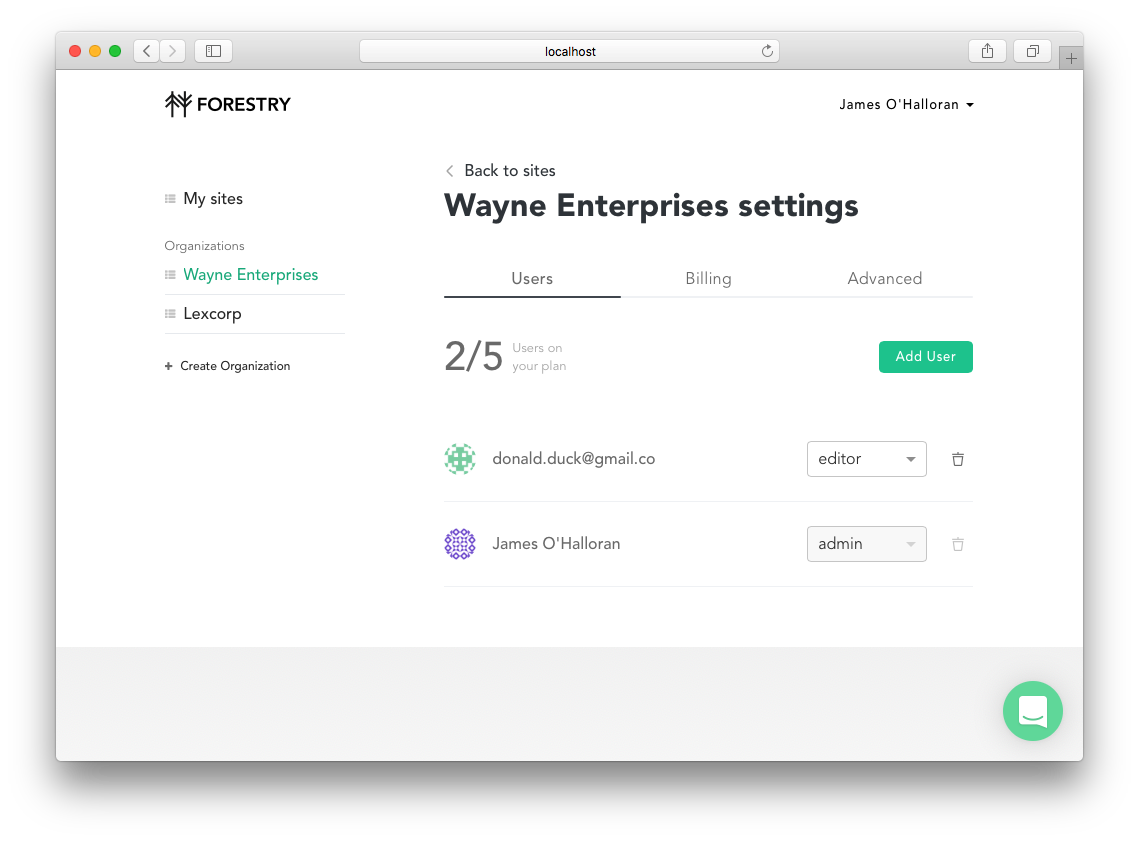 localhost
FORESTRY
James O'Halloran
My sites
Organizations
Wayne Enterprises
Lexcorp
+ Create Organization
Back to sites
Wayne Enterprises settings
Users
Billing
Advanced
2/5
Users on
your plan
Add User
donald.duck@gmail.co
editor
James O'Halloran
admin